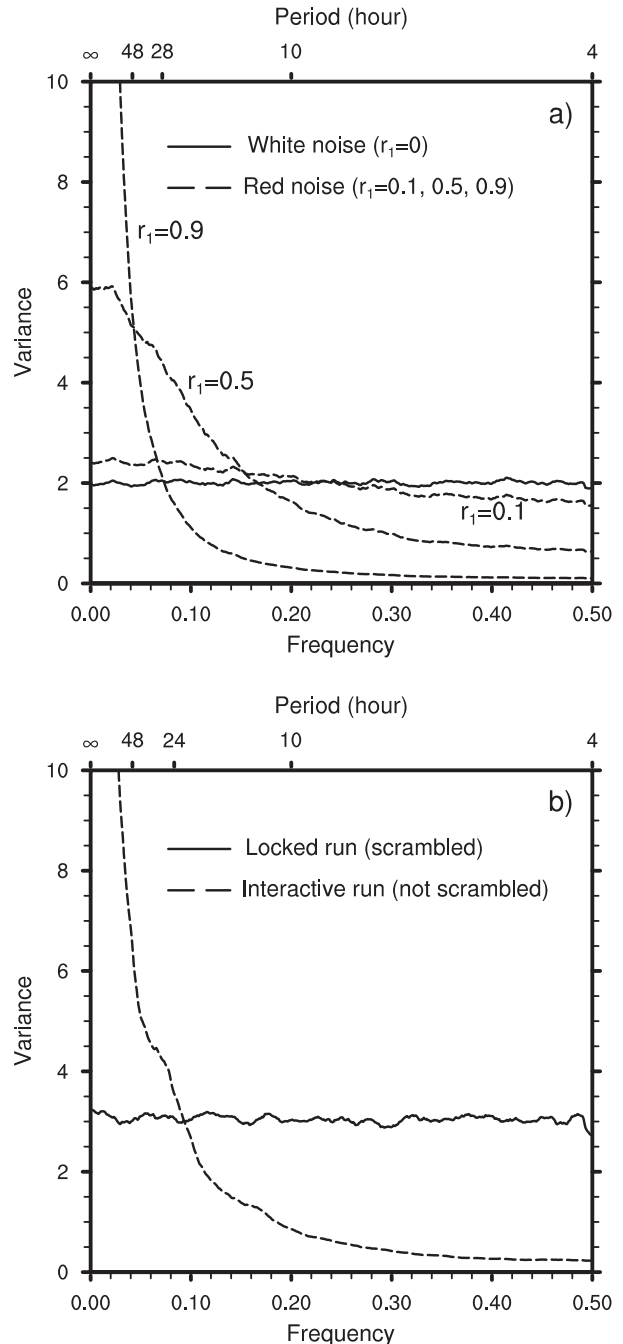 Period (hour)
∞ 48 28 10 4
10
a)
White noise (r₁=0)
Red noise (r₁=0.1, 0.5, 0.9)
8
r₁=0.9
6
Variance
4
r₁=0.5
2
r₁=0.1
0
0.00 0.10 0.20 0.30 0.40 0.50
Frequency
Period (hour)
∞ 48 24 10 4
10
b)
Locked run (scrambled)
Interactive run (not scrambled)
8
6
Variance
4
2
0
0.00 0.10 0.20 0.30 0.40 0.50
Frequency